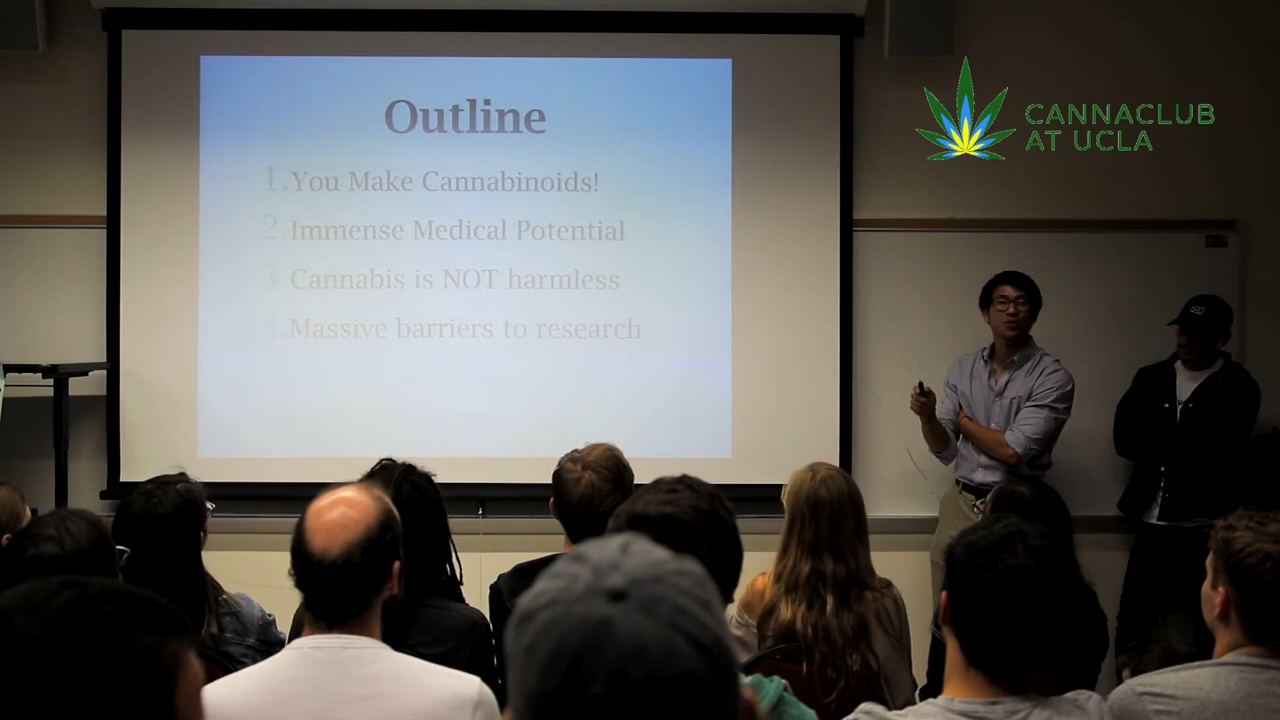 Outline
1. You Make Cannabinoids!
2. Immense Medical Potential
3. Cannabis is NOT harmless
4. Massive barriers to research
CANNACLUB
AT UCLA